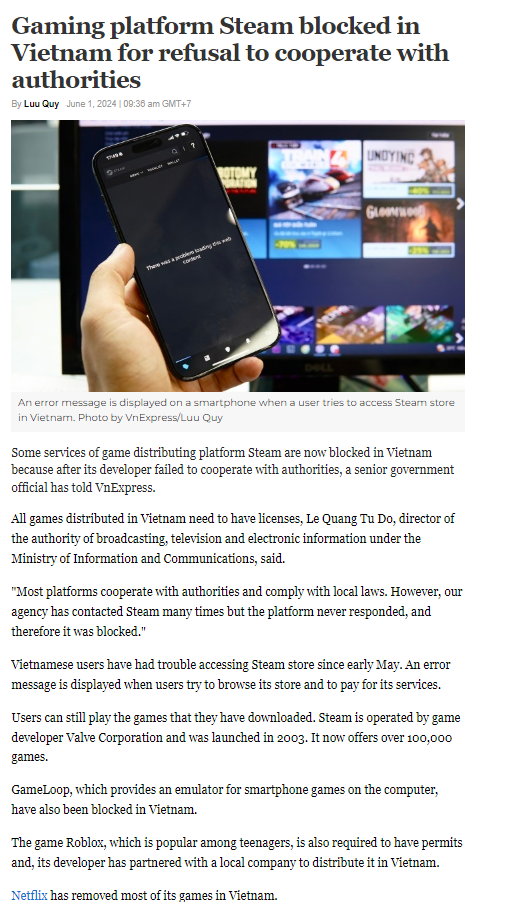 Gaming platform Steam blocked in
Vietnam for refusal to cooperate with
authorities
By Luu Quy June 1, 2024 | 09:36 am GMT+7
17:49
?
There was a problem loading this web
content
UNDYING
GLOOMWOOD
-70%
DELL
An error message is displayed on a smartphone when a user tries to access Steam store
in Vietnam. Photo by VnExpress/Luu Quy
Some services of game distributing platform Steam are now blocked in Vietnam
because after its developer failed to cooperate with authorities, a senior government
official has told VnExpress.
All games distributed in Vietnam need to have licenses, Le Quang Tu Do, director of
the authority of broadcasting, television and electronic information under the
Ministry of Information and Communications, said.
"Most platforms cooperate with authorities and comply with local laws. However, our
agency has contacted Steam many times but the platform never responded, and
therefore it was blocked."
Vietnamese users have had trouble accessing Steam store since early May. An error
message is displayed when users try to browse its store and to pay for its services.
Users can still play the games that they have downloaded. Steam is operated by game
developer Valve Corporation and was launched in 2003. It now offers over 100,000
games.
GameLoop, which provides an emulator for smartphone games on the computer,
have also been blocked in Vietnam.
The game Roblox, which is popular among teenagers, is also required to have permits
and, its developer has partnered with a local company to distribute it in Vietnam.
Netflix has removed most of its games in Vietnam.